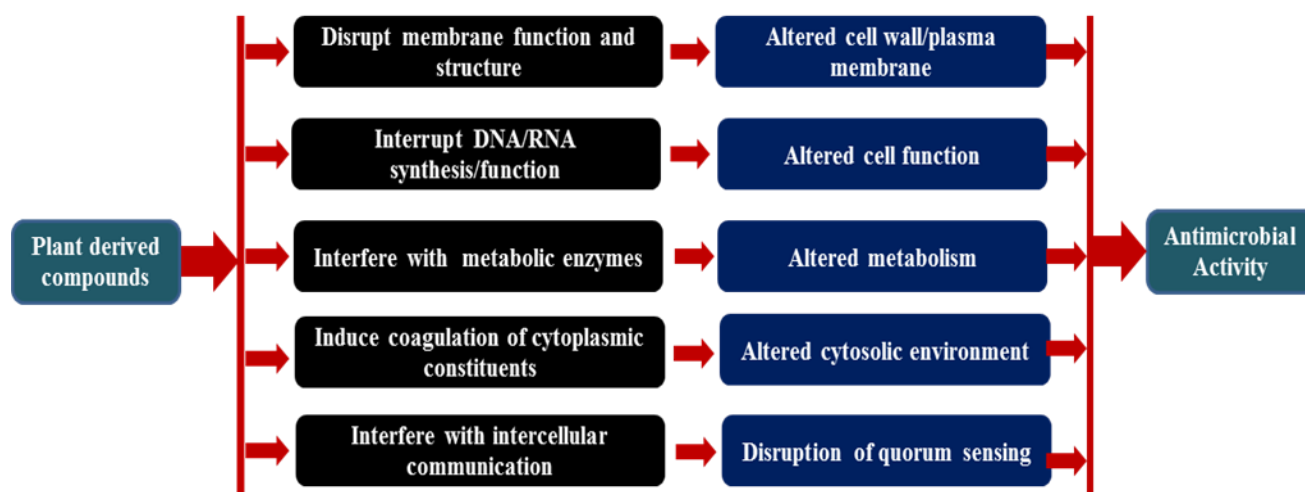 Disrupt membrane function and
structure
Altered cell wall/plasma
membrane
Interrupt DNA/RNA
synthesis/function
Altered cell function
Plant derived
compounds
Interfere with metabolic enzymes
Altered metabolism
Antimicrobial
Activity
Induce coagulation of cytoplasmic
constituents
Altered cytosolic environment
Interfere with intercellular
communication
Disruption of quorum sensing